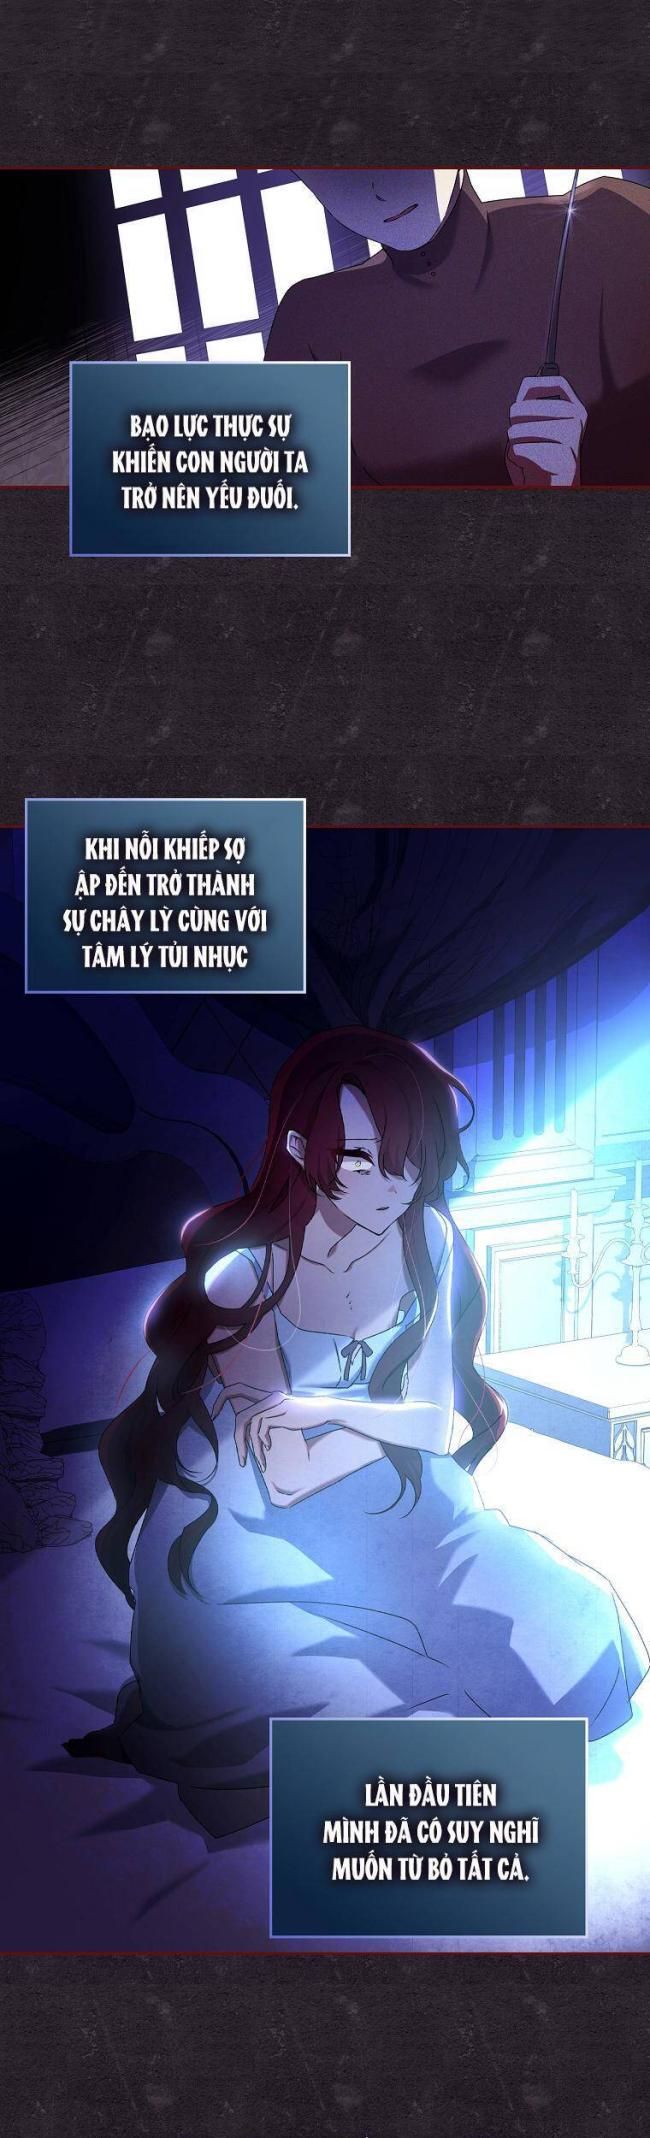 BẠO LỰC THỰC SỰ
KHIẾN CON NGƯỜI TA
TRỞ NÊN YẾU ĐUỐI.
KHI NỖI KHIẾP SỢ
ẬP ĐẾN TRỞ THÀNH
SỰ CHÂY LỲ CÙNG VỚI
TÂM LÝ TỦI NHỤC
LẦN ĐẦU TIÊN
MÌNH ĐÃ CÓ SUY NGHĨ
MUỐN TỪ BỎ TẤT CẢ.